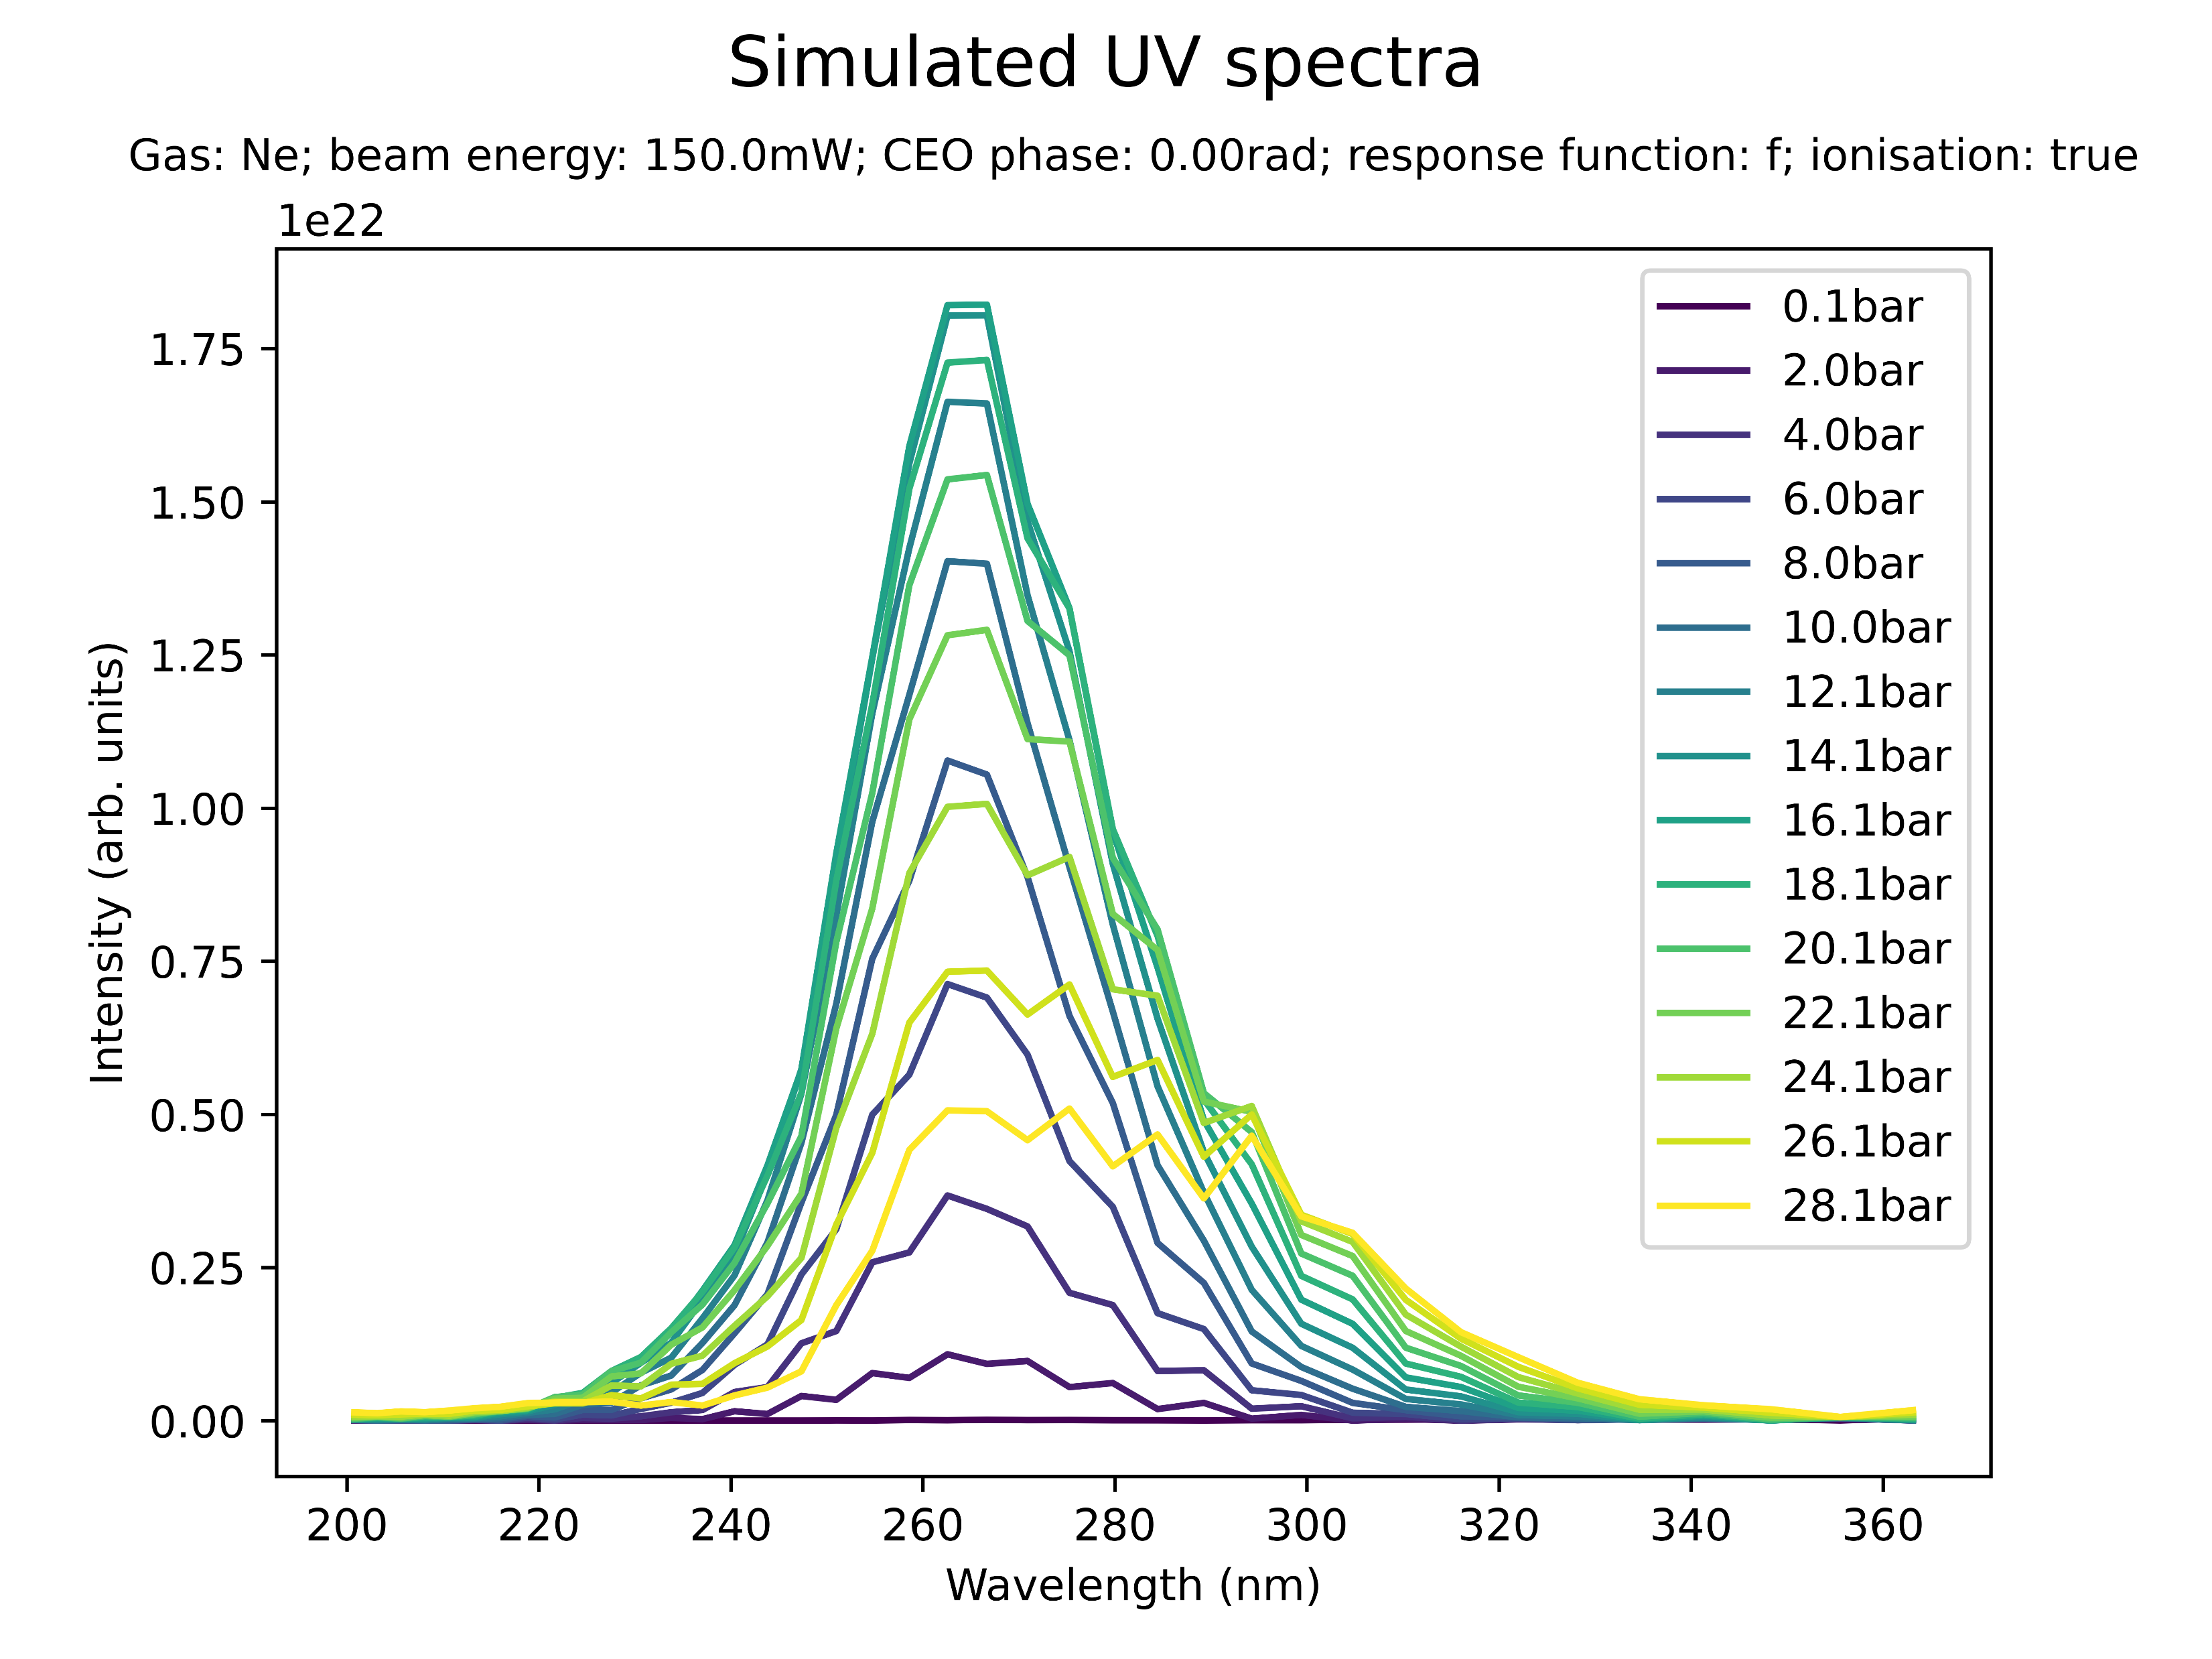 Simulated UV spectra
Gas: Ne; beam energy: 150.0mW; CEO phase: 0.00rad; response function: f; ionisation: true
1e22
1.75
1.50
1.25
1.00
0.75
0.50
0.25
0.00
Intensity (arb. units)
200 220 240 260 280 300 320 340 360
Wavelength (nm)
0.1bar
2.0bar
4.0bar
6.0bar
8.0bar
10.0bar
12.1bar
14.1bar
16.1bar
18.1bar
20.1bar
22.1bar
24.1bar
26.1bar
28.1bar